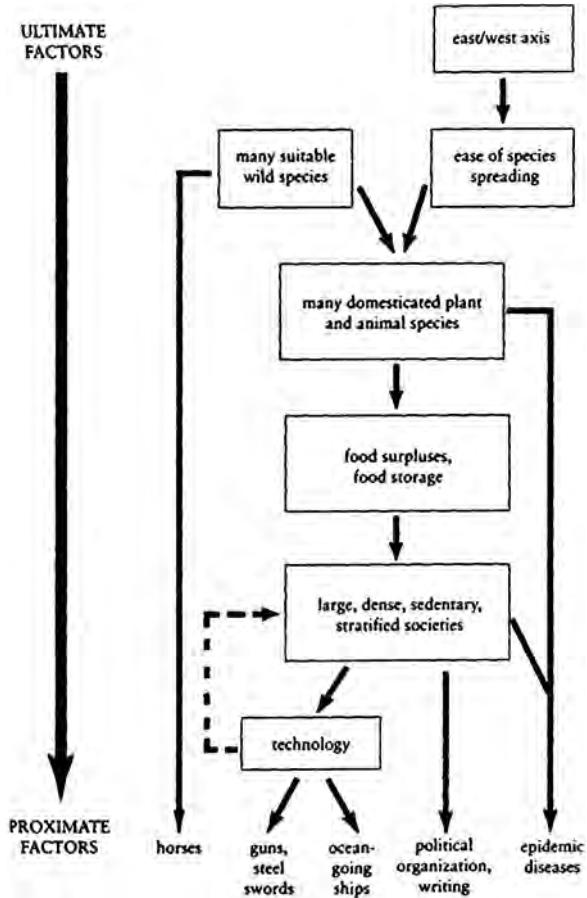 ULTIMATE
FACTORS
east/west axis
many suitable
wild species
ease of species
spreading
many domesticated plant
and animal species
food surpluses,
food storage
large, dense, sedentary,
stratified societies
technology
PROXIMATE
FACTORS
horses
guns,
steel
swords
ocean-
going
ships
political
organization,
writing
epidemic
diseases